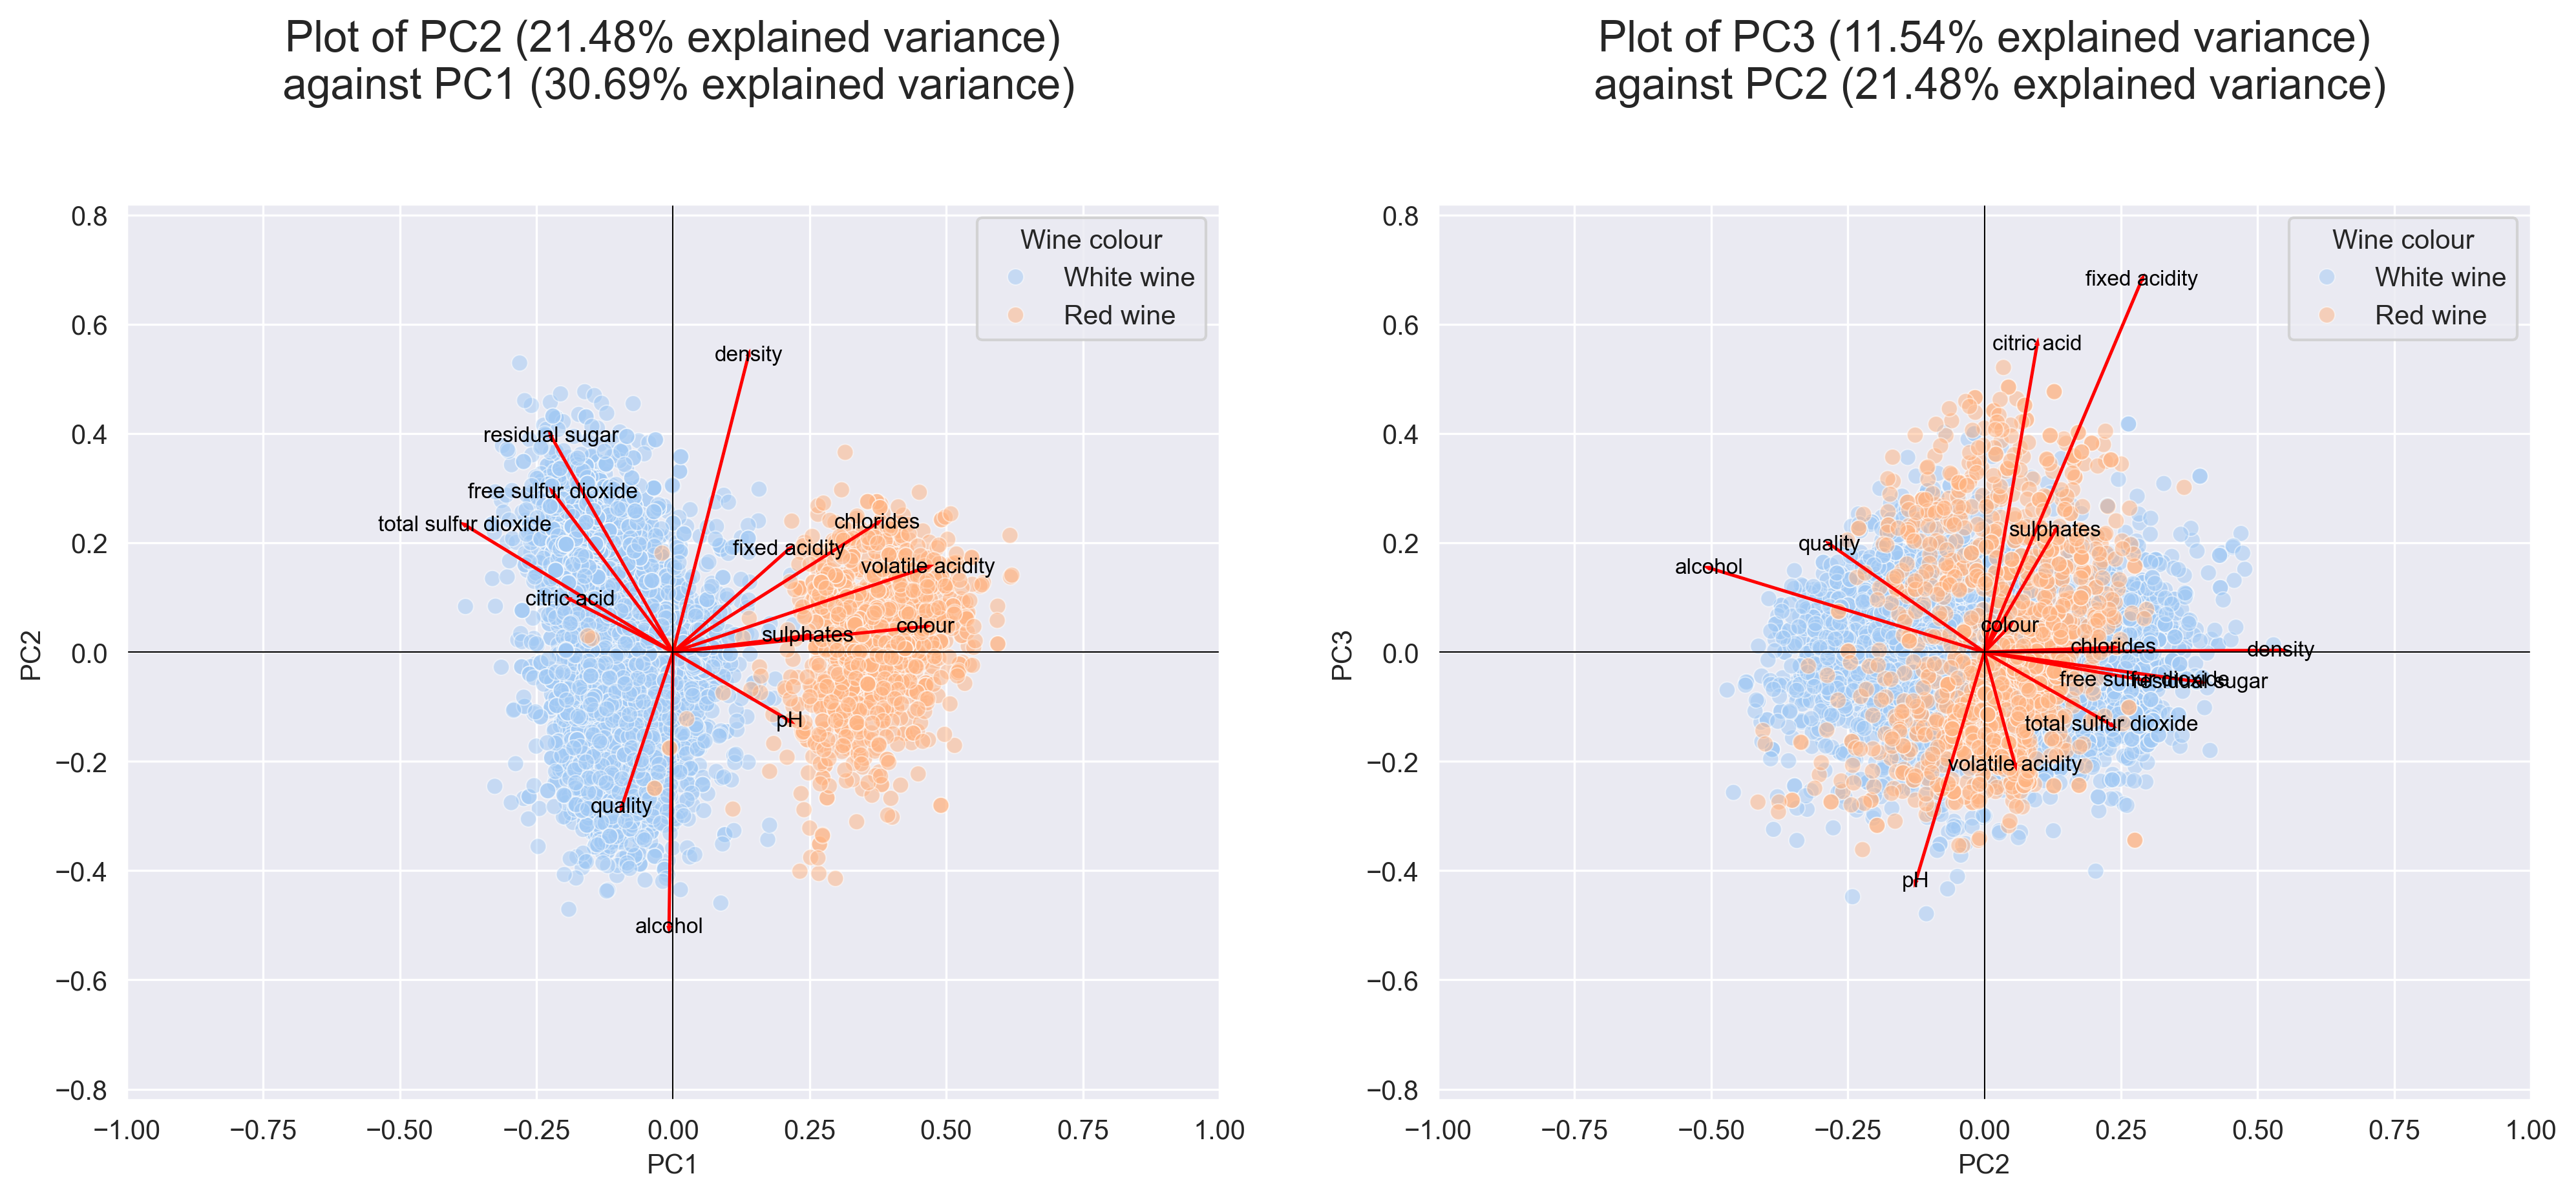 Plot of PC2 (21.48% explained variance)
against PC1 (30.69% explained variance)
0.8
0.6
0.4
0.2
0.0
−0.2
−0.4
−0.6
−0.8
PC2
Wine colour
White wine
Red wine
density
residual sugar
free sulfur dioxide
total sulfur dioxide
chlorides
fixed acidity
volatile acidity
citric acid
colour
sulphates
pH
quality
alcohol
−1.00 −0.75 −0.50 −0.25 0.00 0.25 0.50 0.75 1.00
PC1
Plot of PC3 (11.54% explained variance)
against PC2 (21.48% explained variance)
0.8
0.6
0.4
0.2
0.0
−0.2
−0.4
−0.6
−0.8
PC3
Wine colour
White wine
Red wine
fixed acidity
citric acid
sulphates
quality
alcohol
colour
chlorides
density
free sulfur dioxide
residual sugar
total sulfur dioxide
volatile acidity
pH
−1.00 −0.75 −0.50 −0.25 0.00 0.25 0.50 0.75 1.00
PC2